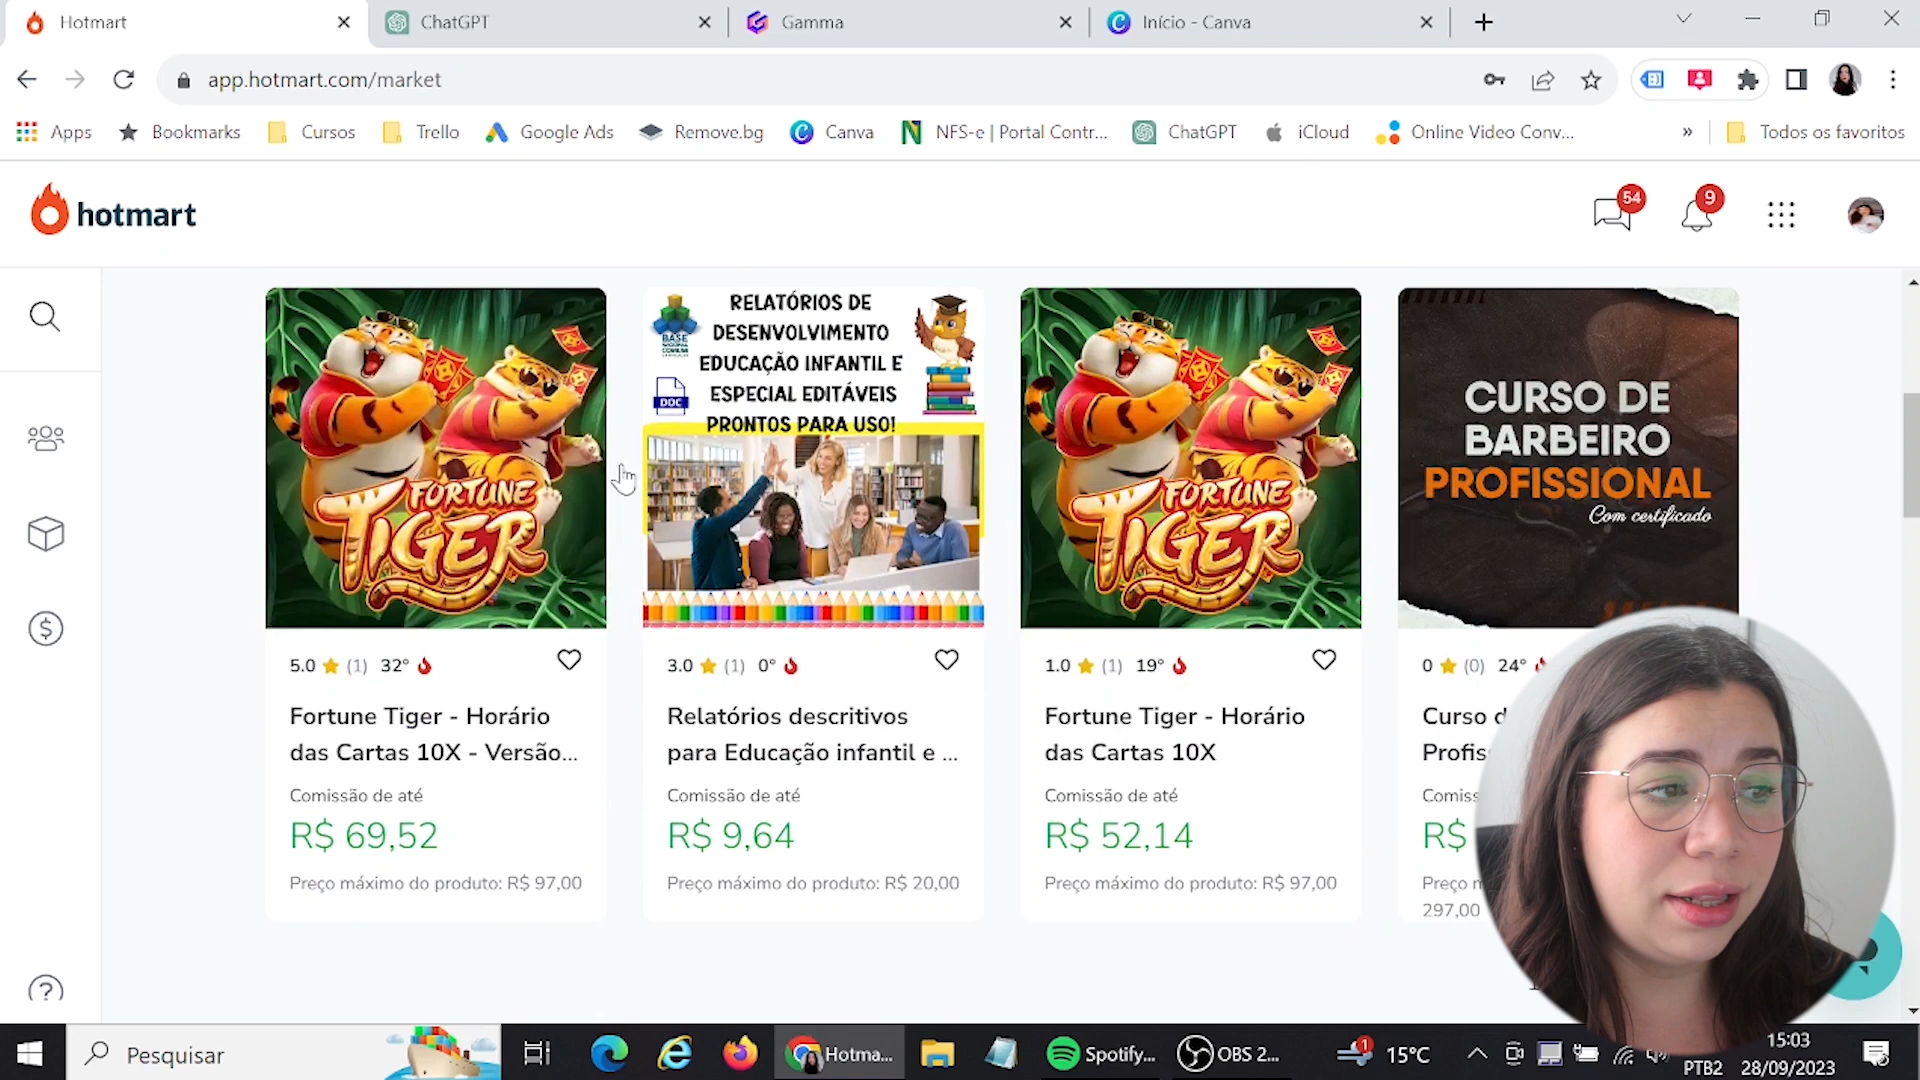 Hotmart
ChatGPT
Gamma
Início - Canva
app.hotmart.com/market
Apps
Bookmarks
Cursos
Trello
Google Ads
Remove.bg
Canva
NFS-e | Portal Contr...
ChatGPT
iCloud
Online Video Conv...
»
Todos os favoritos
hotmart
54
9
FORTUNE
TIGER
BASE
NACIONAL
COMUM
DOC
RELATÓRIOS DE
DESENVOLVIMENTO
EDUCAÇÃO INFANTIL E
ESPECIAL EDITÁVEIS
PRONTOS PARA USO!
FORTUNE
TIGER
CURSO DE
BARBEIRO
PROFISSIONAL
Com certificado
5.0 (1) 32°
Fortune Tiger - Horário
das Cartas 10X - Versão...
Comissão de até
R$ 69,52
Preço máximo do produto: R$ 97,00
3.0 (1) 0°
Relatórios descritivos
para Educação infantil e ...
Comissão de até
R$ 9,64
Preço máximo do produto: R$ 20,00
1.0 (1) 19°
Fortune Tiger - Horário
das Cartas 10X
Comissão de até
R$ 52,14
Preço máximo do produto: R$ 97,00
0 (0) 24°
Curso
R$
297,00
Pesquisar
Hotma...
Spotify...
OBS 2...
1
15°C
PTB2
15:03
28/09/2023